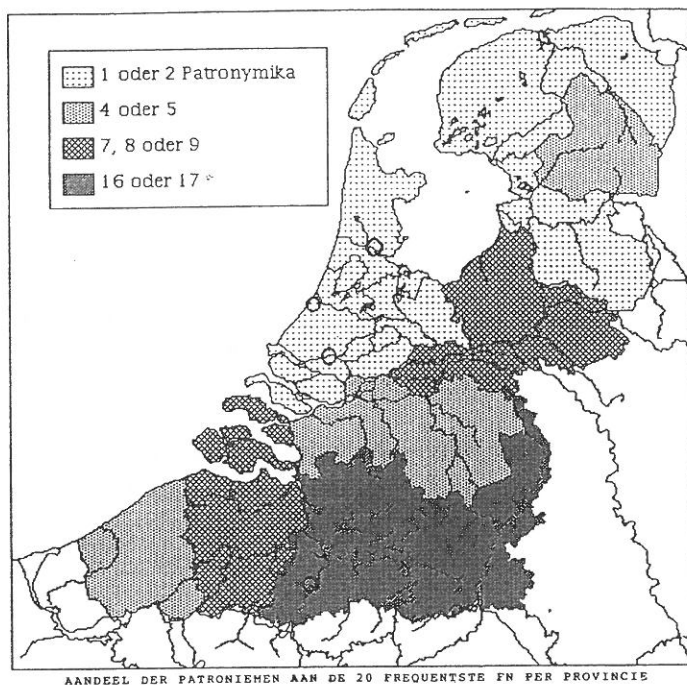 1 oder 2 Patronymika
4 oder 5
7, 8 oder 9
16 oder 17
AANDEEL DER PATRONIEMEN AAN DE 20 FREQUENTSTE FN PER PROVINCIE